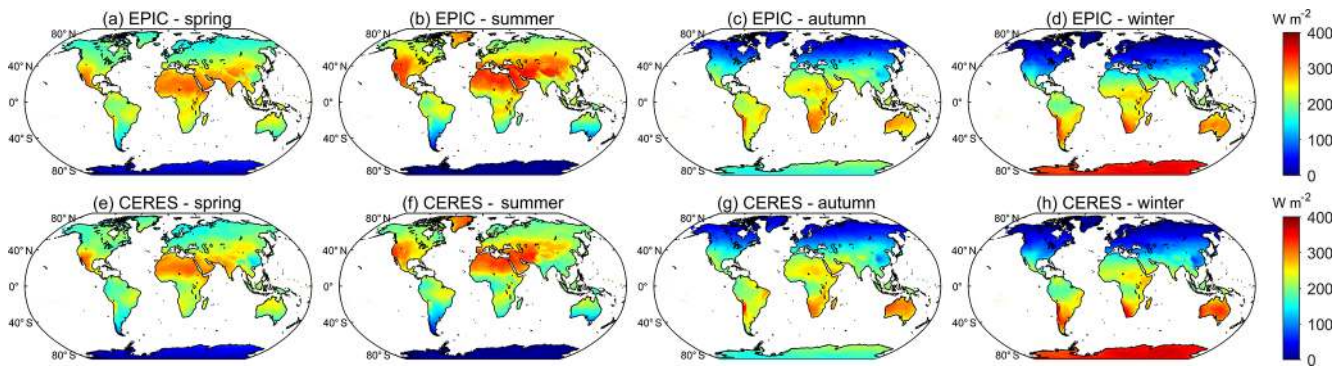 (a) EPIC - spring
(b) EPIC - summer
(c) EPIC - autumn
(d) EPIC - winter
W m-2
80° N
40° N
0°
40° S
80° S
80° N
40° N
0°
40° S
80° S
80° N
40° N
0°
40° S
80° S
80° N
40° N
0°
40° S
80° S
400
300
200
100
0
(e) CERES - spring
(f) CERES - summer
(g) CERES - autumn
(h) CERES - winter
W m-2
80° N
40° N
0°
40° S
80° S
80° N
40° N
0°
40° S
80° S
80° N
40° N
0°
40° S
80° S
80° N
40° N
0°
40° S
80° S
400
300
200
100
0